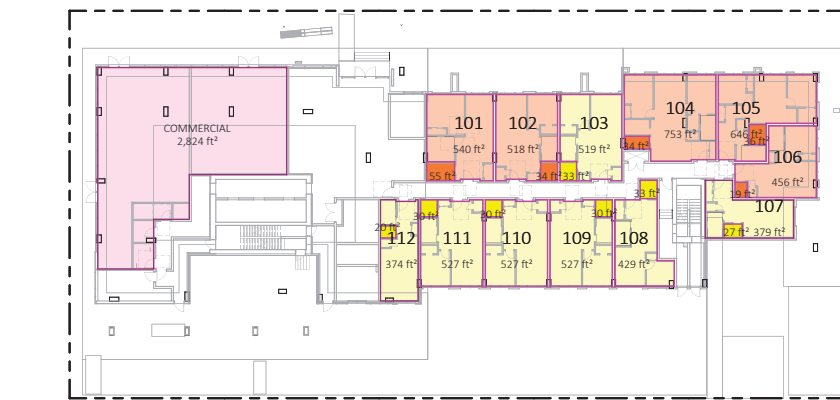 COMMERCIAL
2,824 ft²
101
540 ft²
55 ft²
102
518 ft²
34 ft²
103
519 ft²
33 ft²
104
753 ft²
34 ft²
105
646 ft²
36 ft²
106
456 ft²
19 ft²
107
27 ft² 379 ft²
112
374 ft²
20 ft²
111
527 ft²
30 ft²
110
527 ft²
30 ft²
109
527 ft²
30 ft²
108
429 ft²
33 ft²